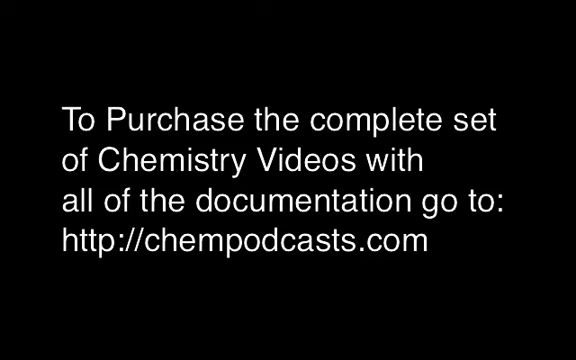 To Purchase the complete set
of Chemistry Videos with
all of the documentation go to:
http://chempodcasts.com